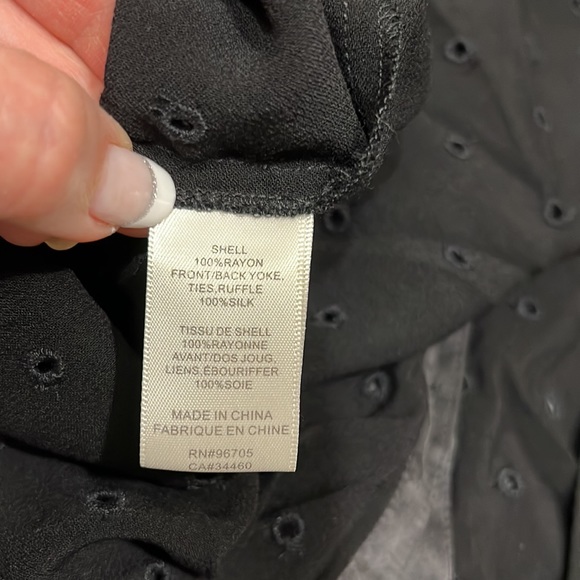 SHELL
100%RAYON
FRONT/BACK YOKE,
TIES,RUFFLE
100%SILK
TISSU DE SHELL
100%RAYONNE
AVANT/DOS JOUG,
LIENS,ÉBOURIFFER
100%SOIE
MADE IN CHINA
FABRIQUE EN CHINE
RN#96705
CA#34460